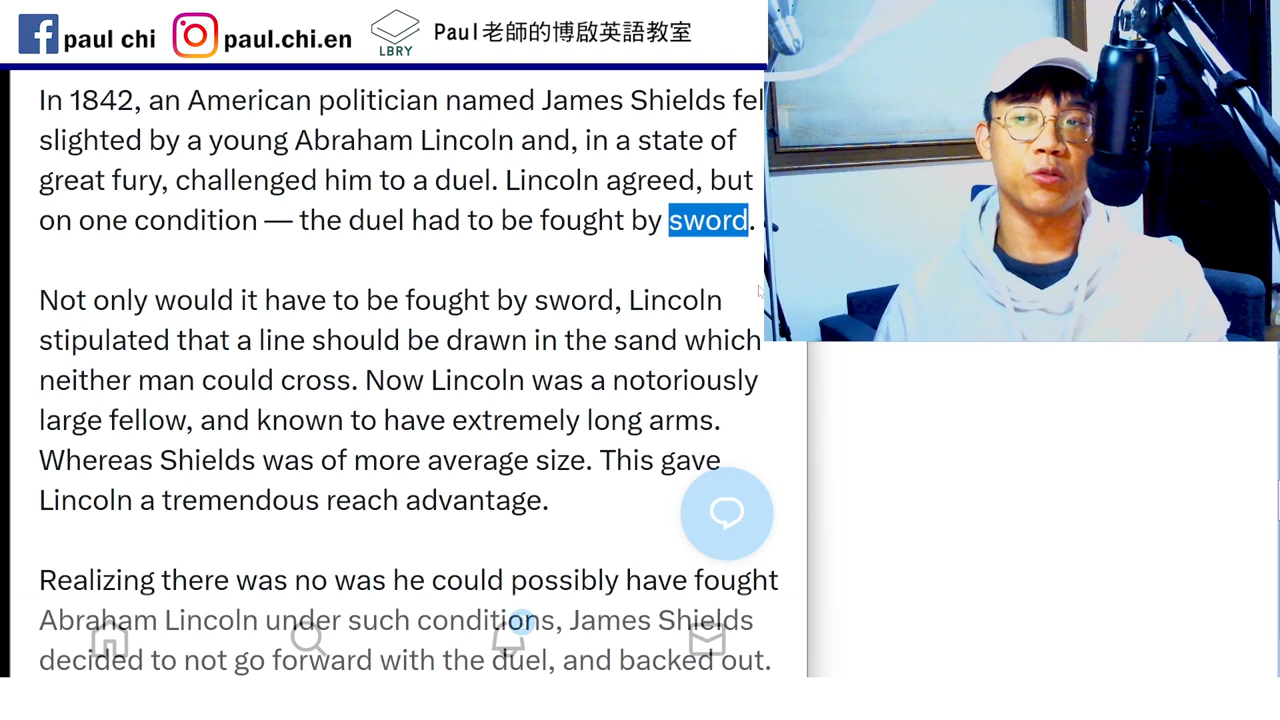 paul chi
paul.chi.en
LBRY
Paul老師的博啟英語教室
In 1842, an American politician named James Shields fel
slighted by a young Abraham Lincoln and, in a state of
great fury, challenged him to a duel. Lincoln agreed, but
on one condition — the duel had to be fought by sword.
Not only would it have to be fought by sword, Lincoln
stipulated that a line should be drawn in the sand which
neither man could cross. Now Lincoln was a notoriously
large fellow, and known to have extremely long arms.
Whereas Shields was of more average size. This gave
Lincoln a tremendous reach advantage.
Realizing there was no was he could possibly have fought
Abraham Lincoln under such conditions, James Shields
decided to not go forward with the duel, and backed out.